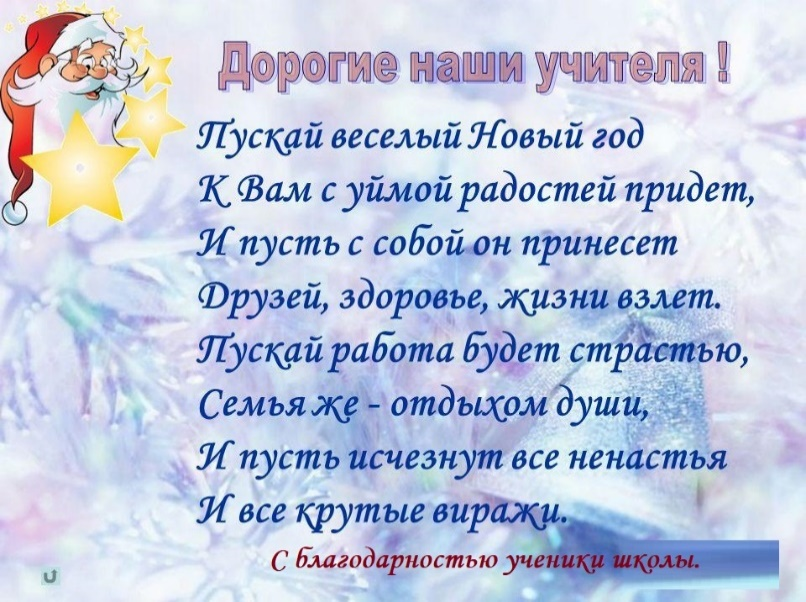 Дорогие наши учителя !
Пускай веселый Новый год
К Вам с уймой радостей придет,
И пусть с собой он принесет
Друзей, здоровье, жизни взлет.
Пускай работа будет страстью,
Семья же - отдыхом души,
И пусть исчезнут все ненастья
И все крутые виражи.
С благодарностью ученики школы.